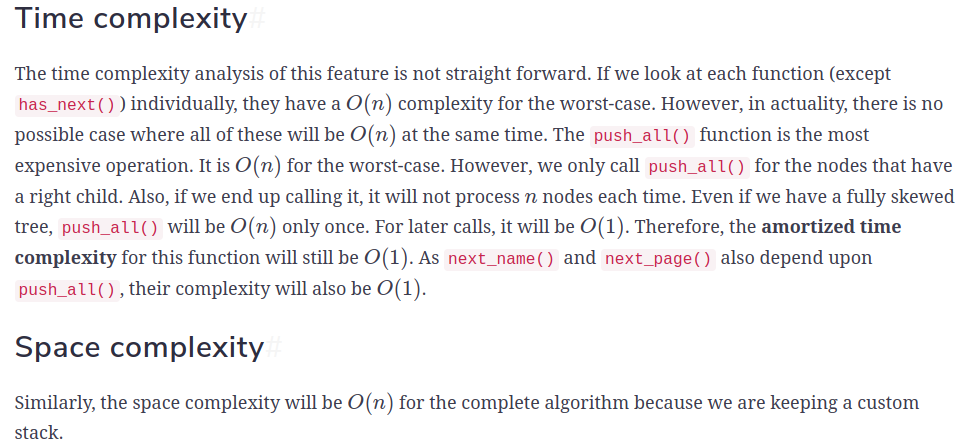 Time complexity#
The time complexity analysis of this feature is not straight forward. If we look at each function (except
has_next()) individually, they have a O(n) complexity for the worst-case. However, in actuality, there is no
possible case where all of these will be O(n) at the same time. The push_all() function is the most
expensive operation. It is O(n) for the worst-case. However, we only call push_all() for the nodes that have
a right child. Also, if we end up calling it, it will not process n nodes each time. Even if we have a fully skewed
tree, push_all() will be O(n) only once. For later calls, it will be O(1). Therefore, the amortized time
complexity for this function will still be O(1). As next_name() and next_page() also depend upon
push_all(), their complexity will also be O(1).
Space complexity#
Similarly, the space complexity will be O(n) for the complete algorithm because we are keeping a custom
stack.